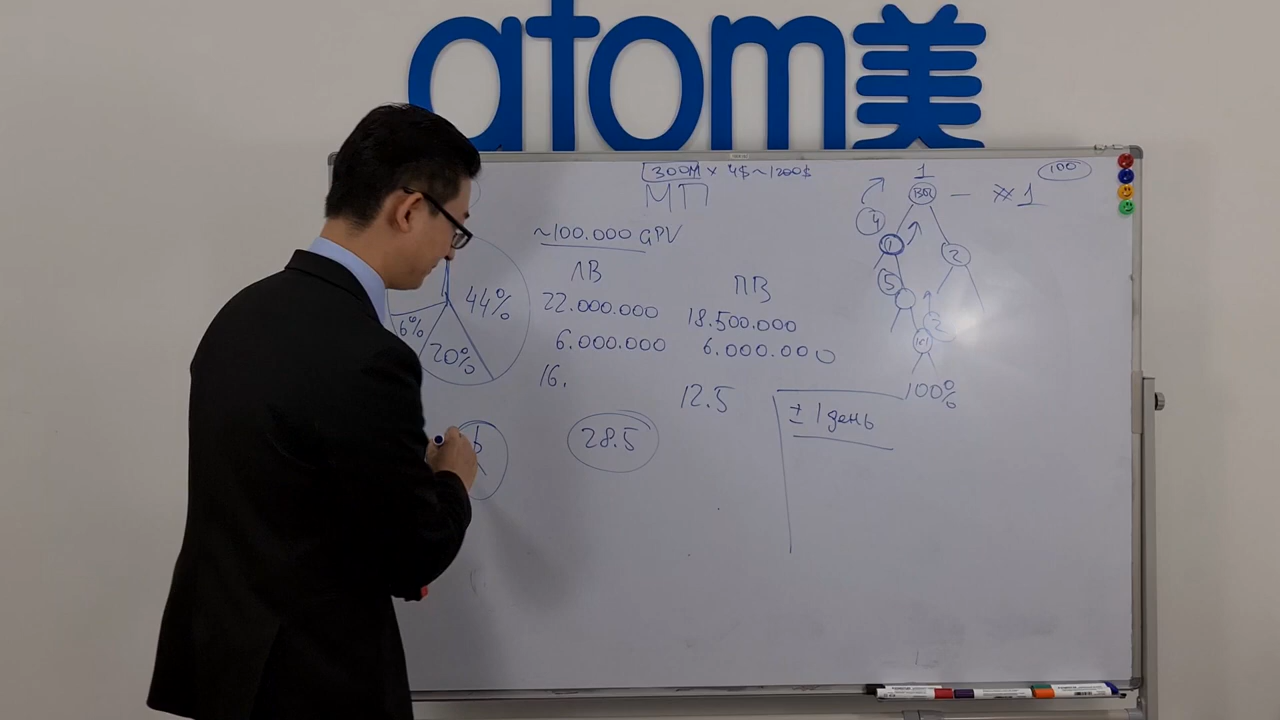 atom美
300М x 4$ ~ 1200$
МП
~100.000 GPV
ЛВ ПВ
22.000.000 18.500.000
6.000.000 6.000.000
16. 12.5
28.5
44%
6%
20%
100
1
#1
4
1
2
5
2
100%
± 1 день